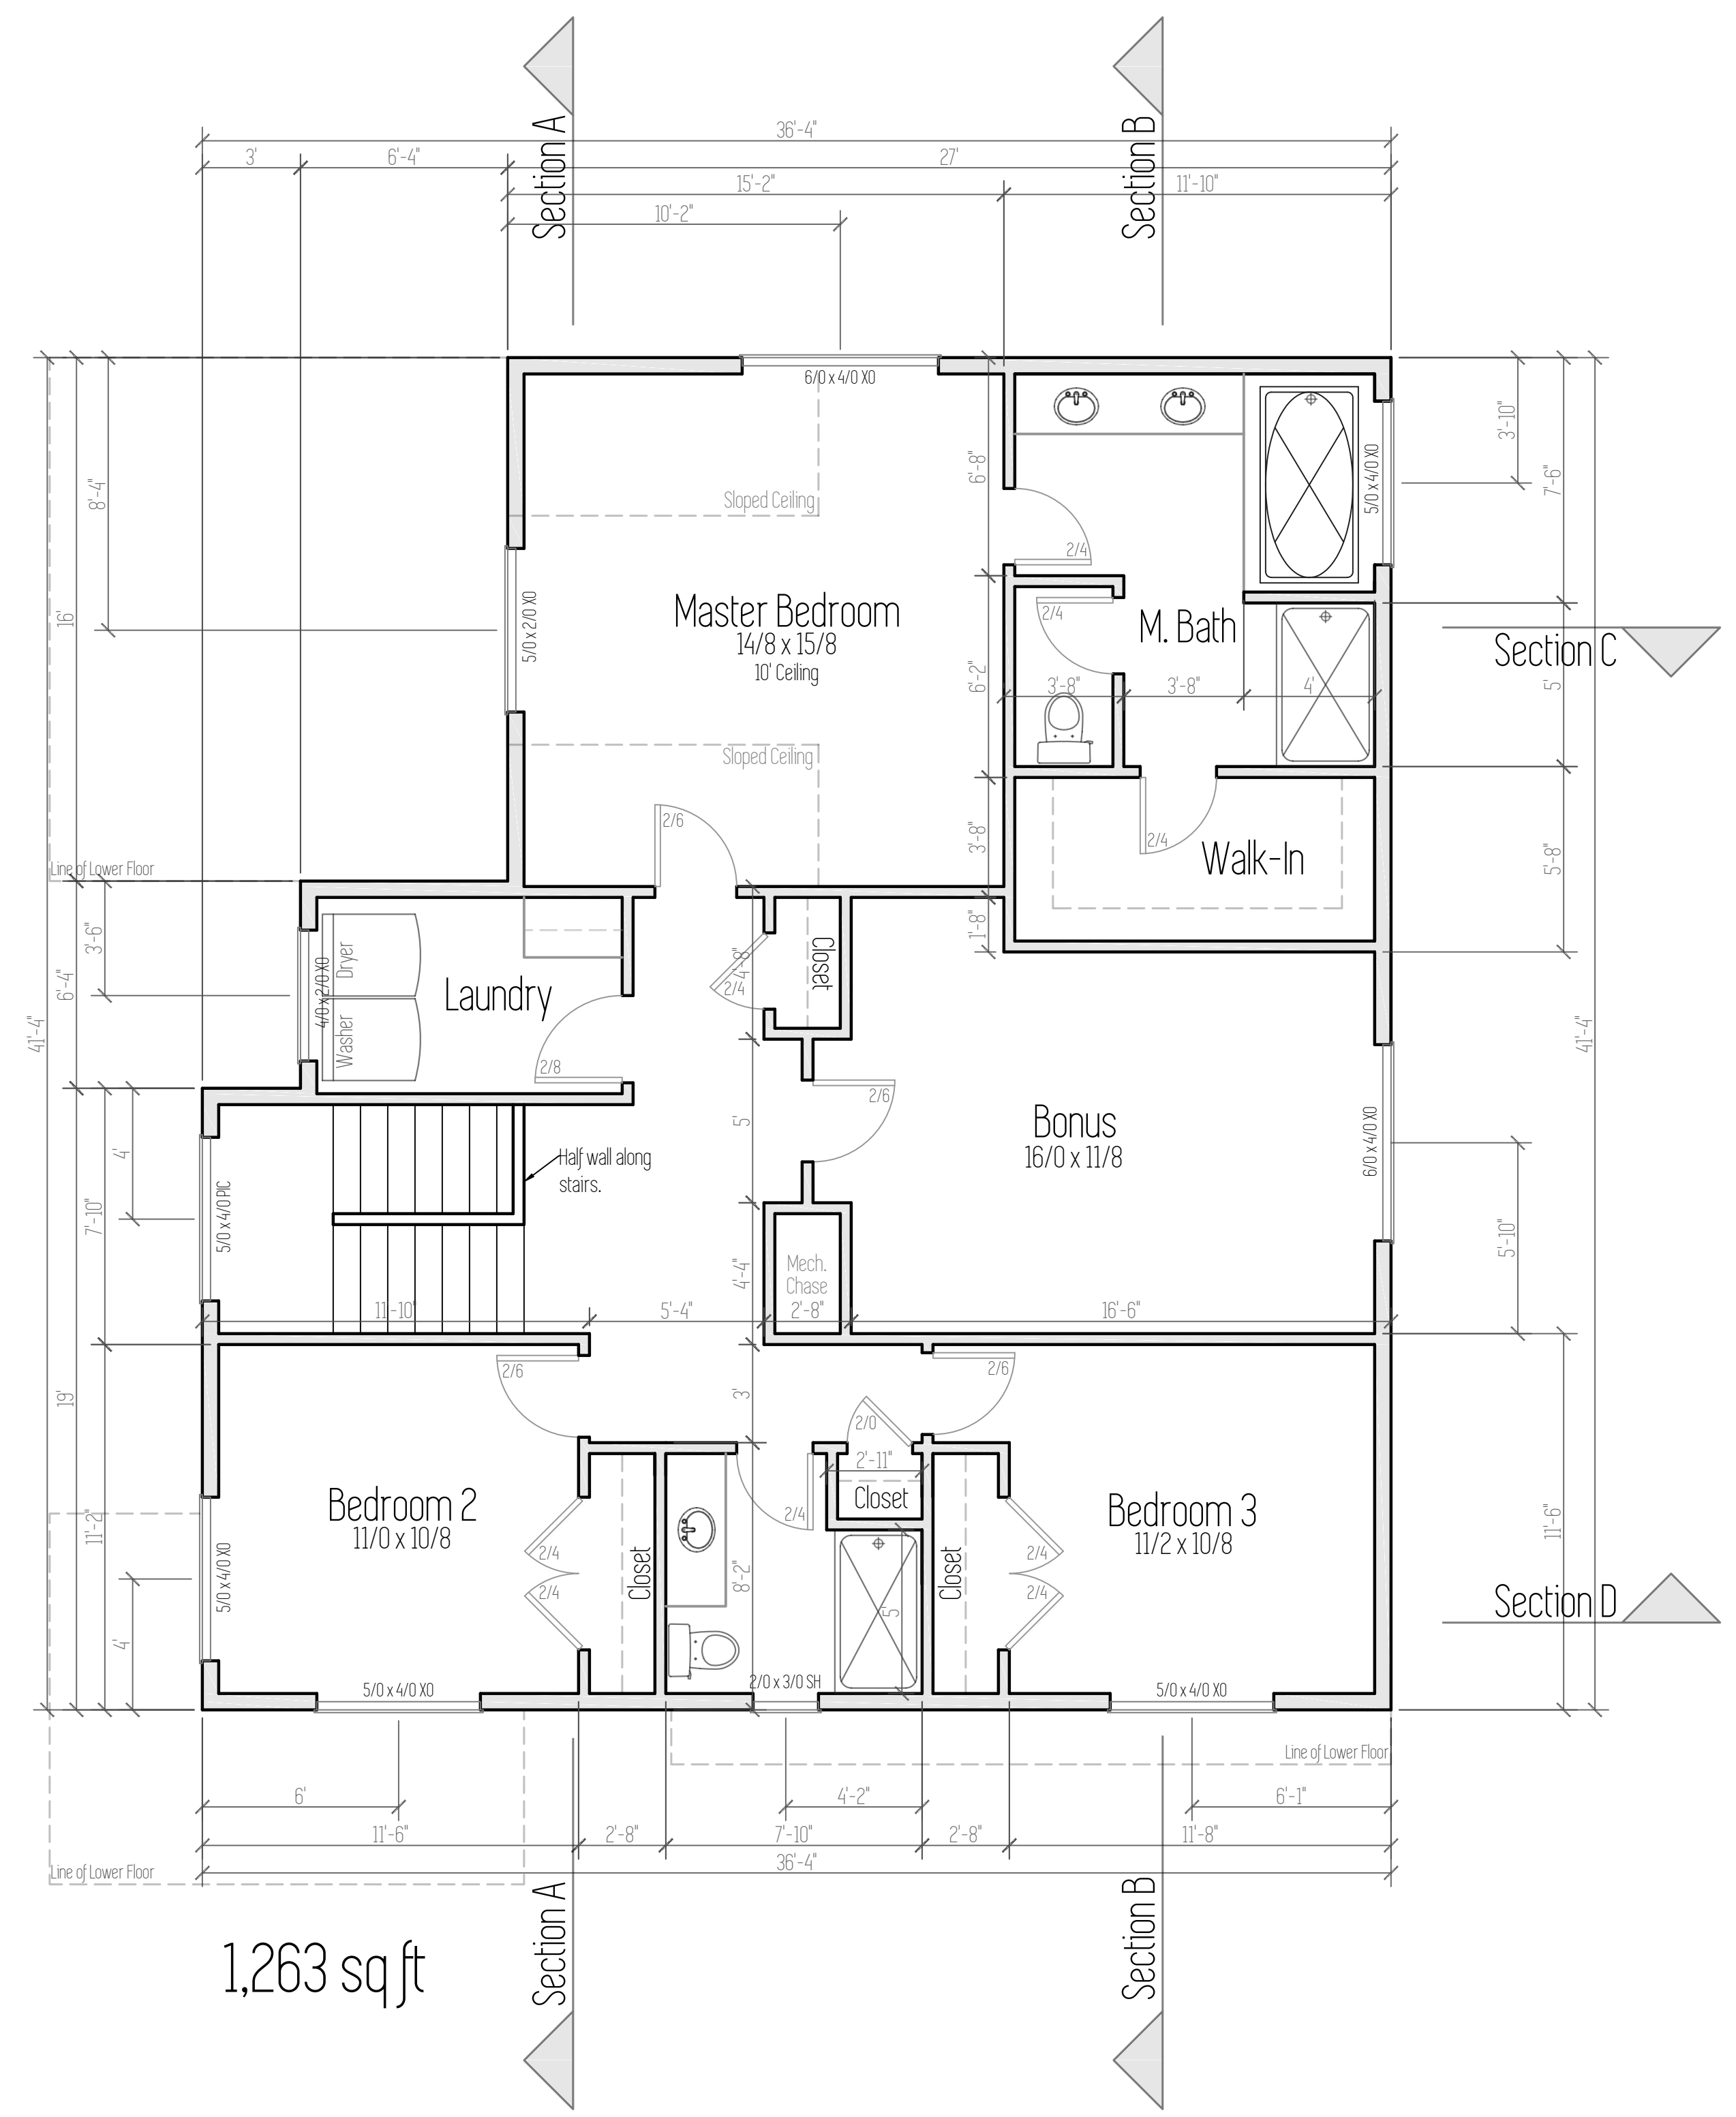 Section A
Section B
36'-4"
3'
6'-4"
27'
15'-2"
11'-10"
10'-2"
6/0 x 4/0 XO
3'-10"
7'-6"
8'-4"
16'
6'-8"
5/0 x 4/0 XO
Sloped Ceiling
2/4
5/0 x 2/0 XO
Master Bedroom
14/8 x 15/8
10' Ceiling
2/4
M. Bath
Section C
6'-2"
3'-8"
3'-8"
4'
5'
Sloped Ceiling
2/6
3'-8"
2/4
Walk-In
5'-8"
Line of Lower Floor
1'-8"
3'-6"
6'-4"
4/0 x 2/0 XO
Dryer
Washer
Laundry
2/8
Closet
4'-8"
2/4
41'-4"
41'-4"
2/6
5'
Bonus
16/0 x 11/8
6/0 x 4/0 XO
4'
7'-10"
5/0 x 4/0 PIC
Half wall along
stairs.
5'-10"
4'-4"
Mech.
Chase
11'-10"
5'-4"
2'-8"
16'-6"
2/6
2/6
19'
3'
2/0
2'-11"
Closet
Bedroom 2
11/0 x 10/8
Bedroom 3
11/2 x 10/8
11'-2"
11'-6"
2/4
2/4
2/4
2/4
2/4
Closet
Closet
8'-2"
5'
5/0 x 4/0 XO
4'
Section D
5/0 x 4/0 XO
2/0 x 3/0 SH
5/0 x 4/0 XO
Line of Lower Floor
6'
4'-2"
6'-1"
11'-6"
2'-8"
7'-10"
2'-8"
11'-8"
36'-4"
Line of Lower Floor
Section A
Section B
1,263 sq ft